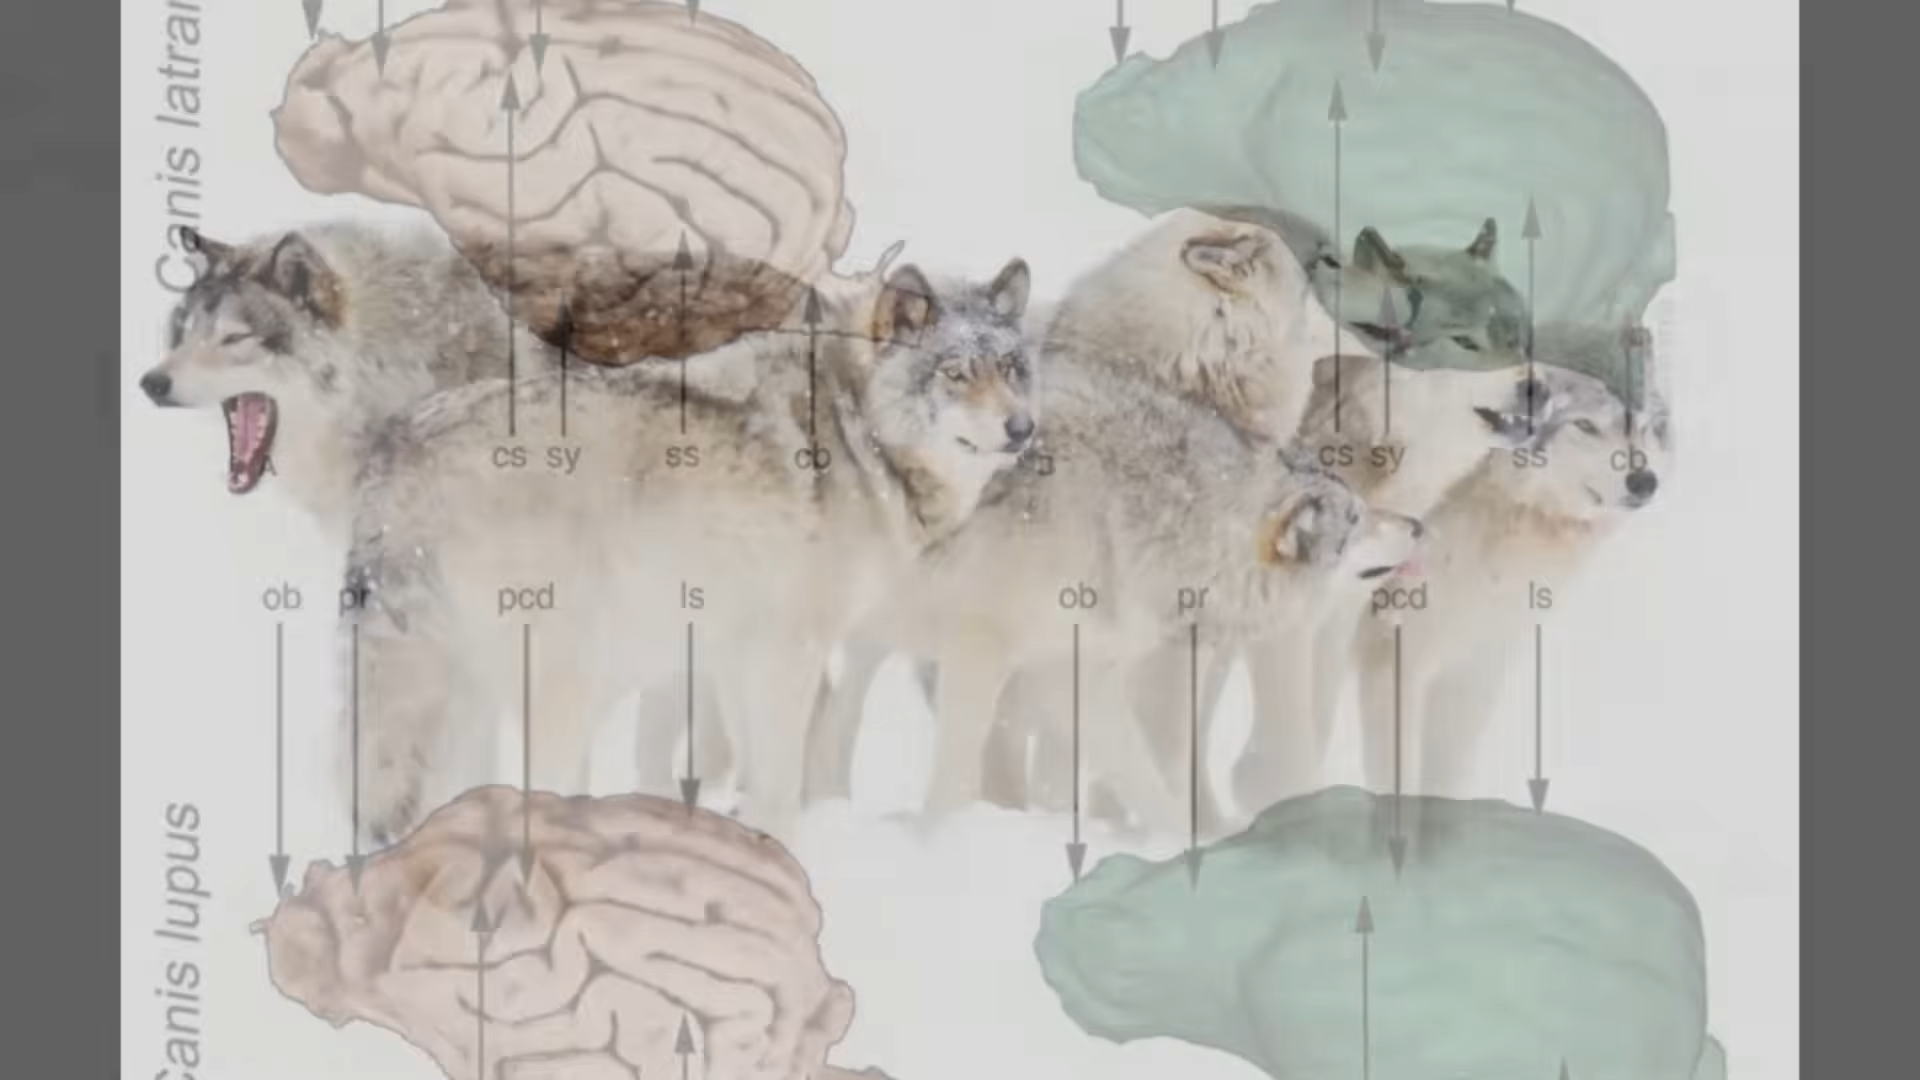 Canis latran
cs sy ss cb cs sy ss cb
A B
ob pr pcd ls ob pr pcd ls
Canis lupus